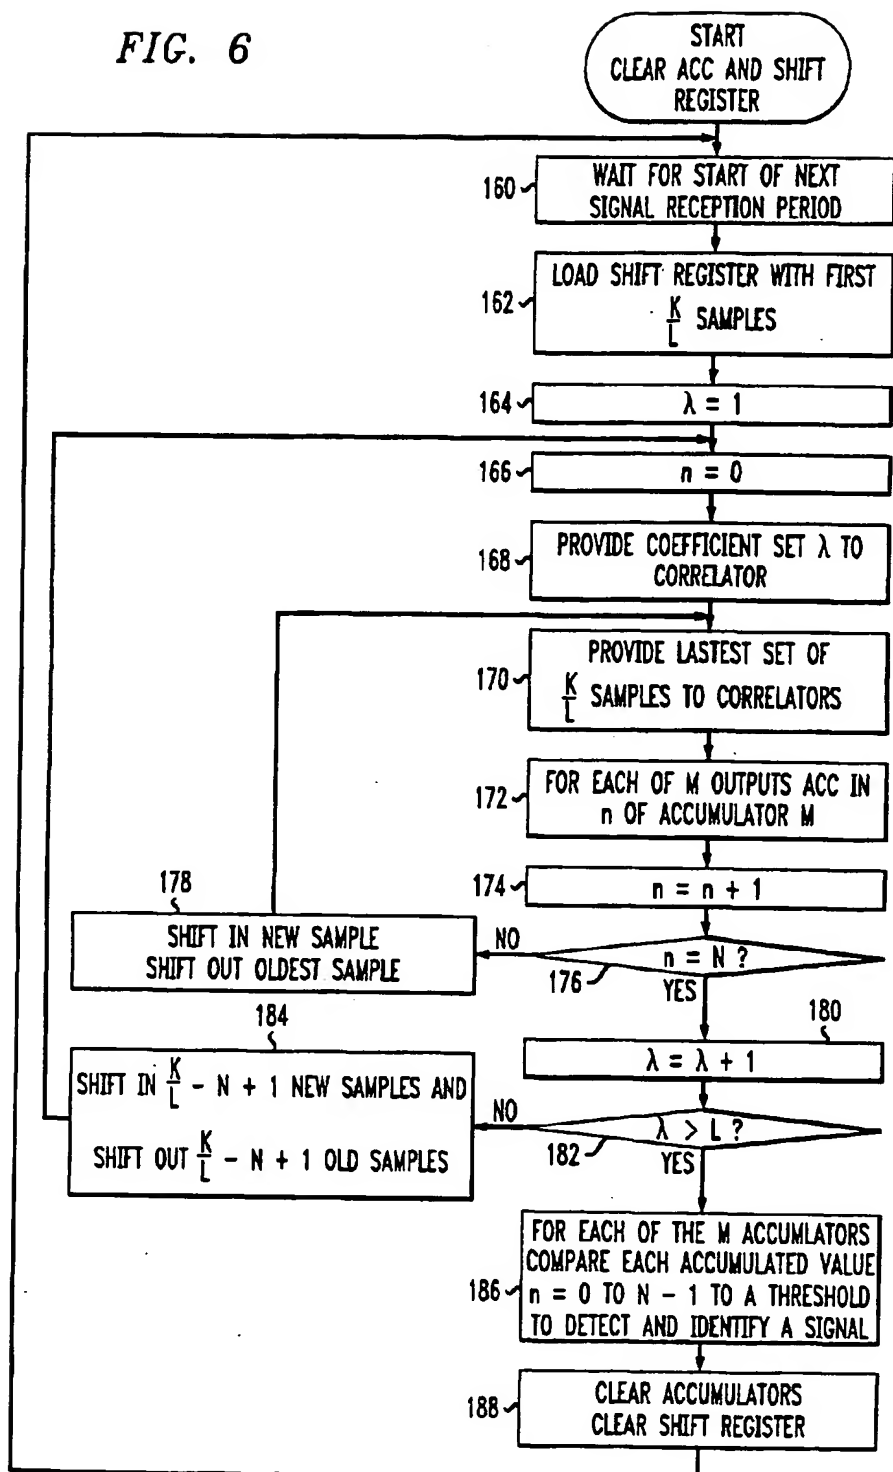 FIG. 6
START
CLEAR ACC AND SHIFT
REGISTER
160
WAIT FOR START OF NEXT
SIGNAL RECEPTION PERIOD
162
LOAD SHIFT REGISTER WITH FIRST
K/L SAMPLES
164
λ = 1
166
n = 0
168
PROVIDE COEFFICIENT SET λ TO
CORRELATOR
170
PROVIDE LASTEST SET OF
K/L SAMPLES TO CORRELATORS
172
FOR EACH OF M OUTPUTS ACC IN
n OF ACCUMULATOR M
174
n = n + 1
176
n = N ?
NO
YES
178
SHIFT IN NEW SAMPLE
SHIFT OUT OLDEST SAMPLE
180
λ = λ + 1
182
λ > L ?
NO
YES
184
SHIFT IN K/L - N + 1 NEW SAMPLES AND
SHIFT OUT K/L - N + 1 OLD SAMPLES
186
FOR EACH OF THE M ACCUMLATORS
COMPARE EACH ACCUMULATED VALUE
n = 0 TO N - 1 TO A THRESHOLD
TO DETECT AND IDENTIFY A SIGNAL
188
CLEAR ACCUMULATORS
CLEAR SHIFT REGISTER